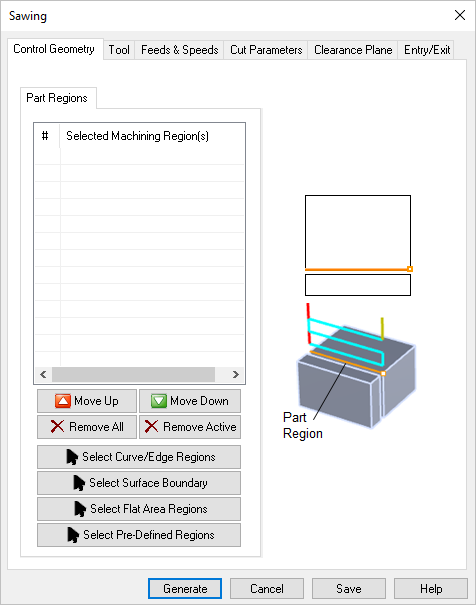 Sawing
Control Geometry Tool Feeds & Speeds Cut Parameters Clearance Plane Entry/Exit
Part Regions
# Selected Machining Region(s)
Move Up Move Down
Remove All Remove Active
Select Curve/Edge Regions
Select Surface Boundary
Select Flat Area Regions
Select Pre-Defined Regions
Part
Region
Generate Cancel Save Help